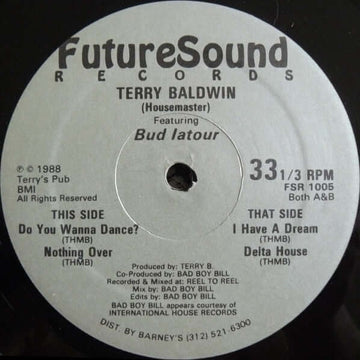 FutureSound
RECORDS
TERRY BALDWIN
(Housemaster)
Featuring
Bud latour
℗ © 1988
Terry's Pub
BMI
All Rights Reserved
33 1/3 RPM
FSR 1005
Both A&B
THIS SIDE
Do You Wanna Dance?
(THMB)
Nothing Over
(THMB)
THAT SIDE
I Have A Dream
(THMB)
Delta House
(THMB)
Produced by: TERRY B.
Co-Produced by: BAD BOY BILL
Recorded & Mixed at: REEL TO REEL
Mix by: BAD BOY BILL
Edits by: BAD BOY BILL
BAD BOY BILL appears courtesy of
INTERNATIONAL HOUSE RECORDS
DIST. BY BARNEY'S (312) 521-6300